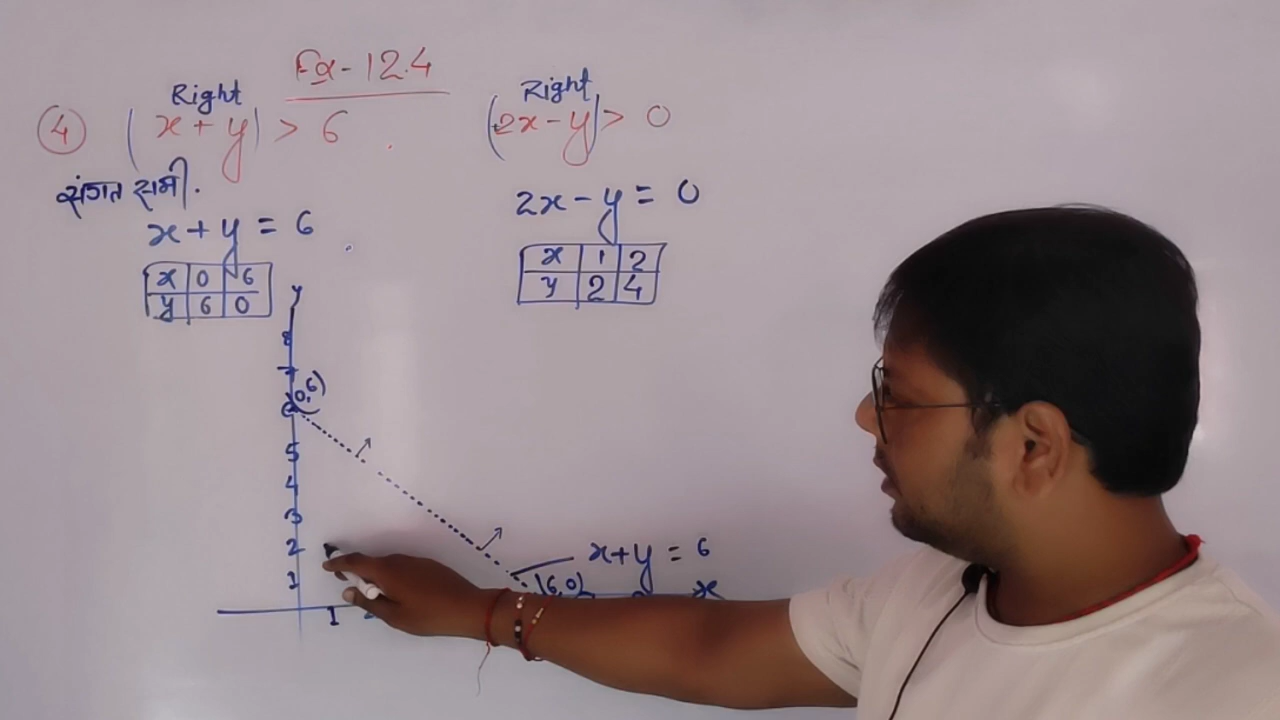 Ex-12.4
Right
Right
④ (x+y) > 6
(2x-y) > 0
संगत समी.
x+y = 6
2x-y = 0
x 0 6
y 6 0
x 1 2
y 2 4
y
8
7
(0,6)
5
4
3
2
1
x+y = 6
(6,0)
x
1